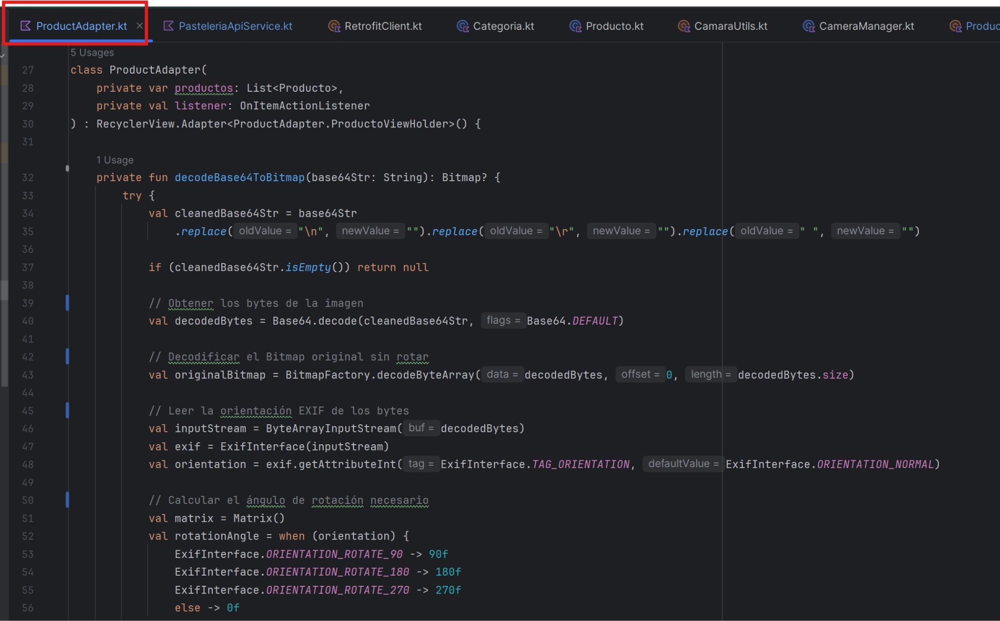 ProductAdapter.kt × PasteleriaApiService.kt RetrofitClient.kt Categoria.kt Producto.kt CamaraUtils.kt CameraManager.kt Produc
5 Usages
27 class ProductAdapter(
28 private var productos: List<Producto>,
29 private val listener: OnItemActionListener
30 ) : RecyclerView.Adapter<ProductAdapter.ProductoViewHolder>() {
31
1 Usage
32 private fun decodeBase64ToBitmap(base64Str: String): Bitmap? {
33 try {
34 val cleanedBase64Str = base64Str
35 .replace( oldValue = "\n", newValue = "").replace( oldValue = "\r", newValue = "").replace( oldValue = " ", newValue = "")
36
37 if (cleanedBase64Str.isEmpty()) return null
38
39 // Obtener los bytes de la imagen
40 val decodedBytes = Base64.decode(cleanedBase64Str, flags = Base64.DEFAULT)
41
42 // Decodificar el Bitmap original sin rotar
43 val originalBitmap = BitmapFactory.decodeByteArray( data = decodedBytes, offset = 0, length = decodedBytes.size)
44
45 // Leer la orientación EXIF de los bytes
46 val inputStream = ByteArrayInputStream( buf = decodedBytes)
47 val exif = ExifInterface(inputStream)
48 val orientation = exif.getAttributeInt( tag = ExifInterface.TAG_ORIENTATION, defaultValue = ExifInterface.ORIENTATION_NORMAL)
49
50 // Calcular el ángulo de rotación necesario
51 val matrix = Matrix()
52 val rotationAngle = when (orientation) {
53 ExifInterface.ORIENTATION_ROTATE_90 -> 90f
54 ExifInterface.ORIENTATION_ROTATE_180 -> 180f
55 ExifInterface.ORIENTATION_ROTATE_270 -> 270f
56 else -> 0f